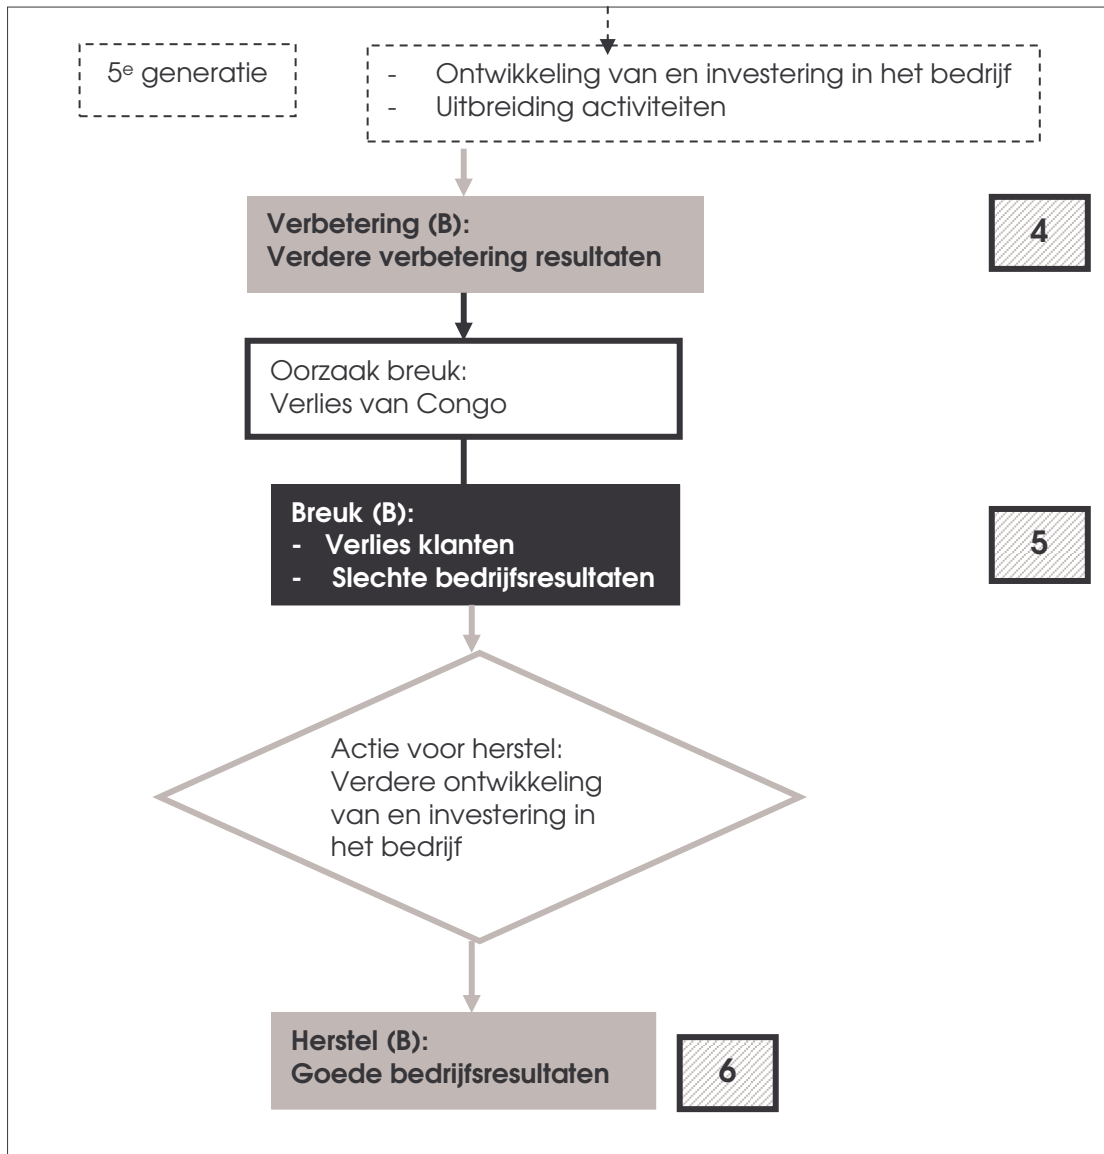 5e generatie
- Ontwikkeling van en investering in het bedrijf
- Uitbreiding activiteiten
Verbetering (B):
Verdere verbetering resultaten
4
Oorzaak breuk:
Verlies van Congo
Breuk (B):
- Verlies klanten
- Slechte bedrijfsresultaten
5
Actie voor herstel:
Verdere ontwikkeling
van en investering in
het bedrijf
Herstel (B):
Goede bedrijfsresultaten
6